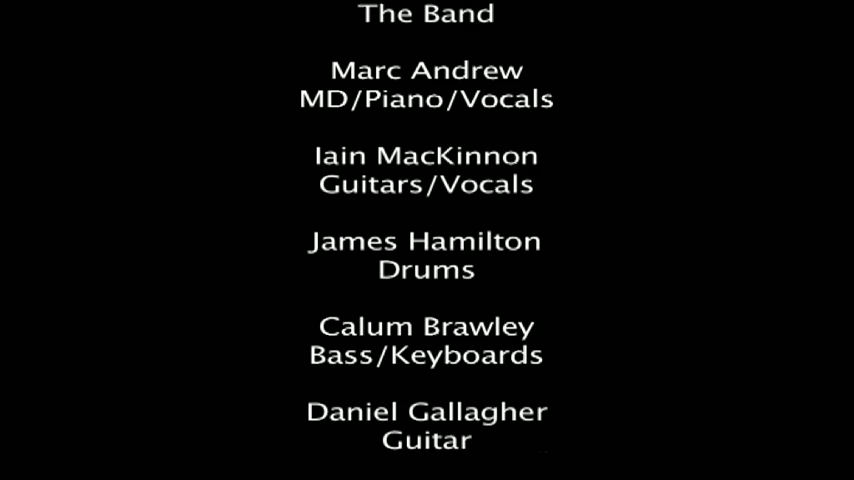 The Band
Marc Andrew
MD/Piano/Vocals
Iain MacKinnon
Guitars/Vocals
James Hamilton
Drums
Calum Brawley
Bass/Keyboards
Daniel Gallagher
Guitar